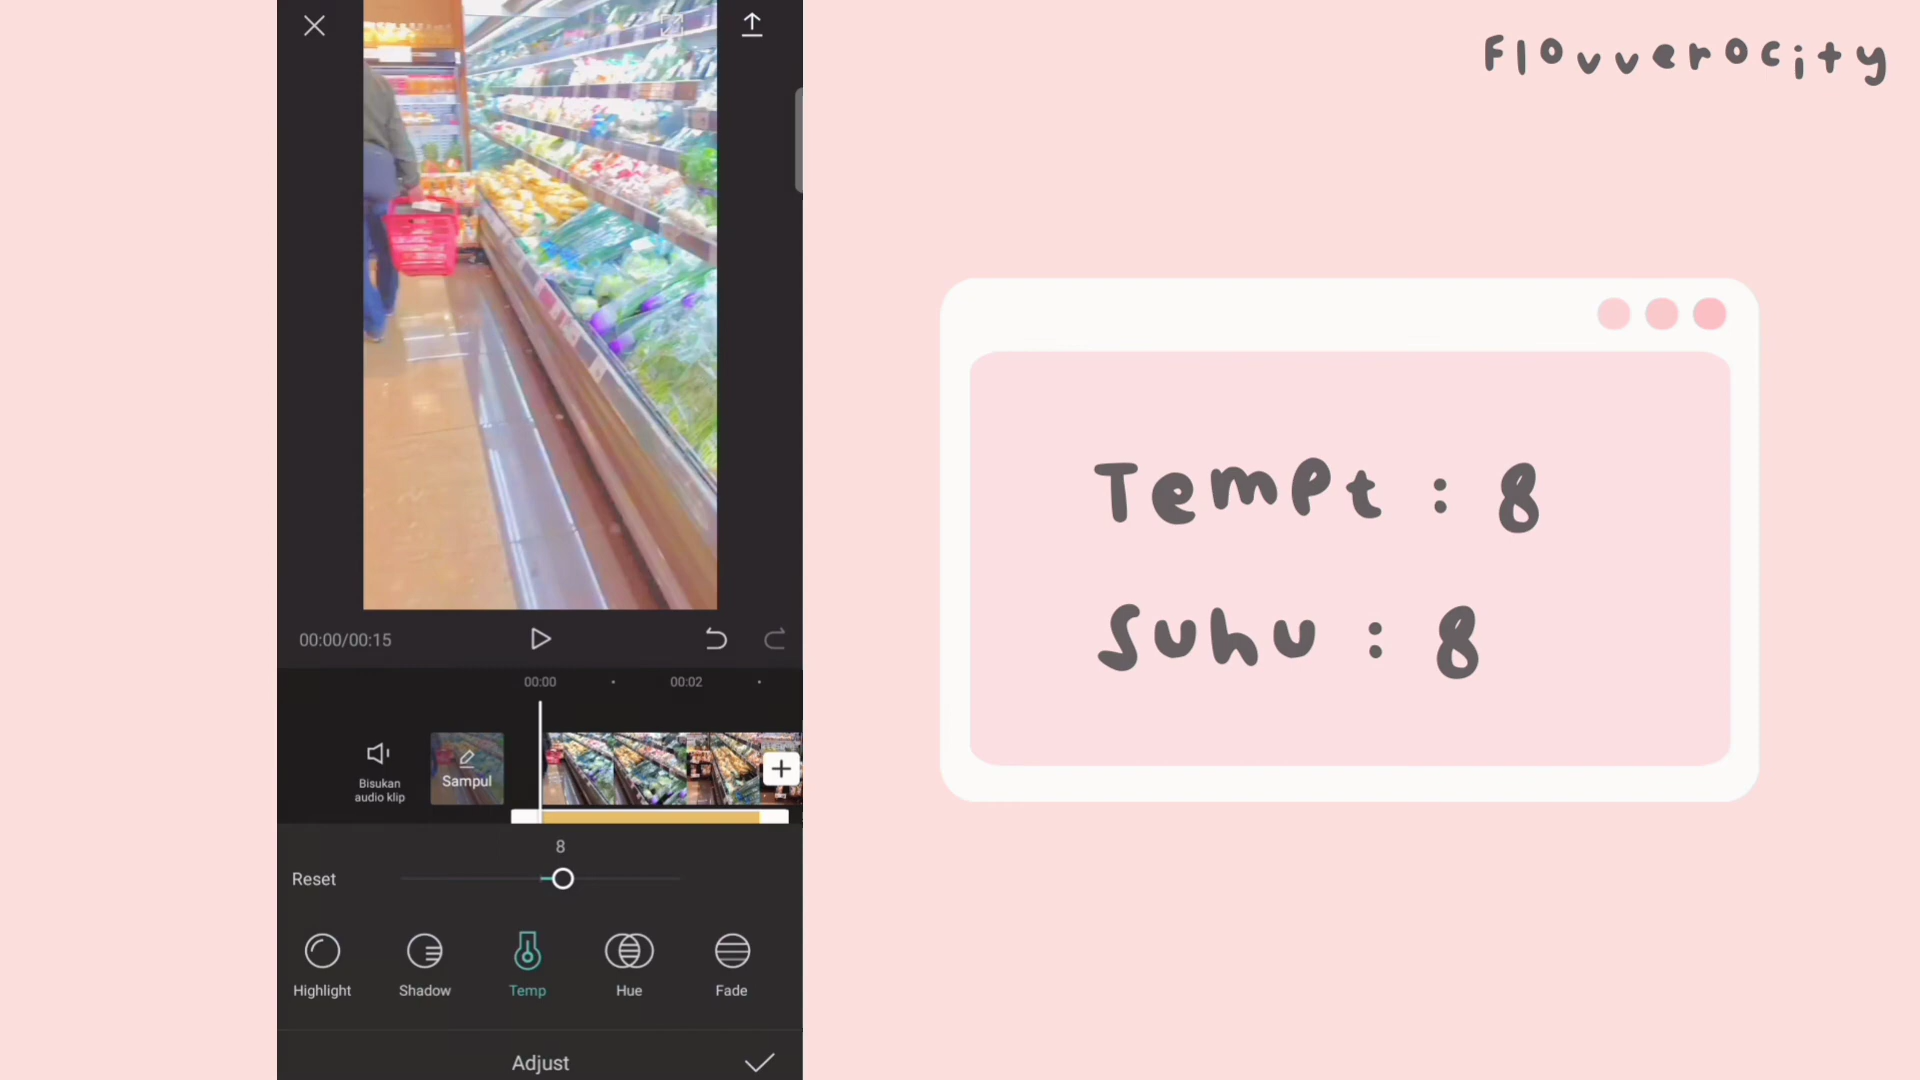 Flovverocity
Tempt : 8
Suhu : 8
00:00/00:15
00:00
00:02
Bisukan
audio klip
Sampul
8
Reset
Highlight
Shadow
Temp
Hue
Fade
Adjust